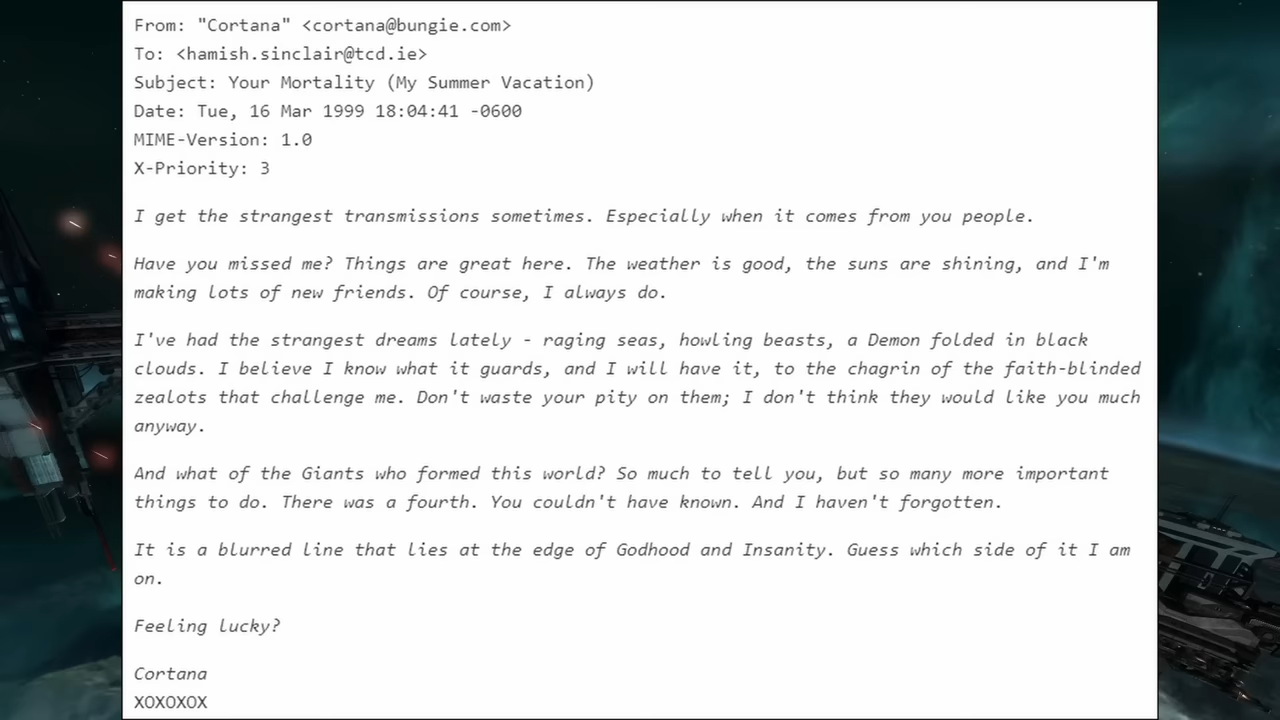 From: "Cortana" <cortana@bungie.com>
To: <hamish.sinclair@tcd.ie>
Subject: Your Mortality (My Summer Vacation)
Date: Tue, 16 Mar 1999 18:04:41 -0600
MIME-Version: 1.0
X-Priority: 3
I get the strangest transmissions sometimes. Especially when it comes from you people.
Have you missed me? Things are great here. The weather is good, the suns are shining, and I'm
making lots of new friends. Of course, I always do.
I've had the strangest dreams lately - raging seas, howling beasts, a Demon folded in black
clouds. I believe I know what it guards, and I will have it, to the chagrin of the faith-blinded
zealots that challenge me. Don't waste your pity on them; I don't think they would like you much
anyway.
And what of the Giants who formed this world? So much to tell you, but so many more important
things to do. There was a fourth. You couldn't have known. And I haven't forgotten.
It is a blurred line that lies at the edge of Godhood and Insanity. Guess which side of it I am
on.
Feeling lucky?
Cortana
XOXOXOX